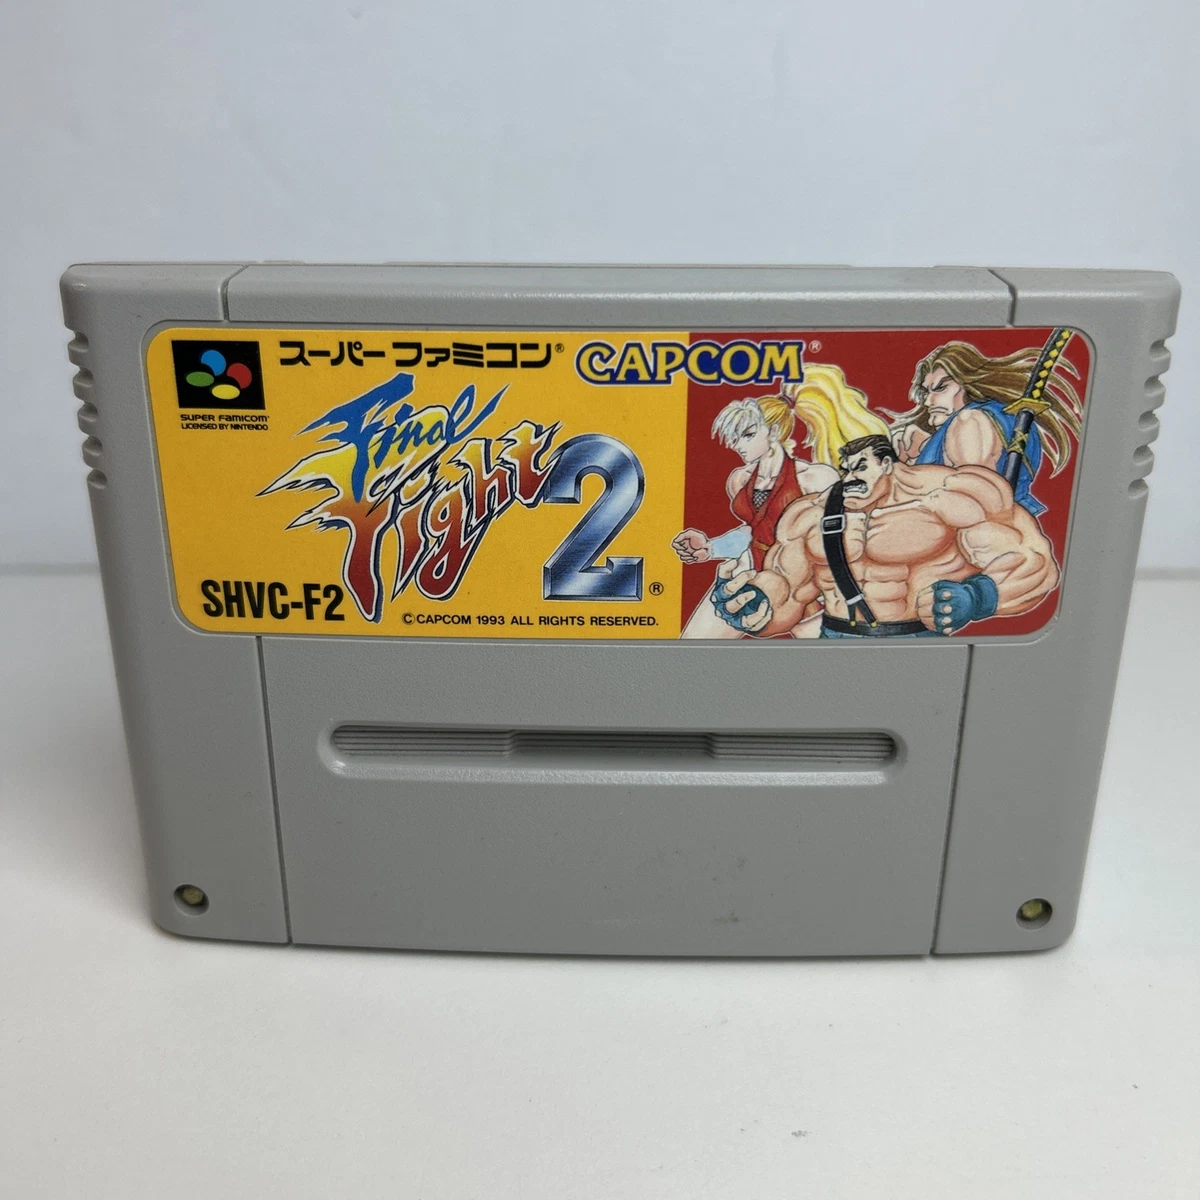 スーパーファミコン®
CAPCOM®
SUPER FAMICOM®
LICENSED BY NINTENDO
Final
Fight 2®
SHVC-F2
©CAPCOM 1993 ALL RIGHTS RESERVED.